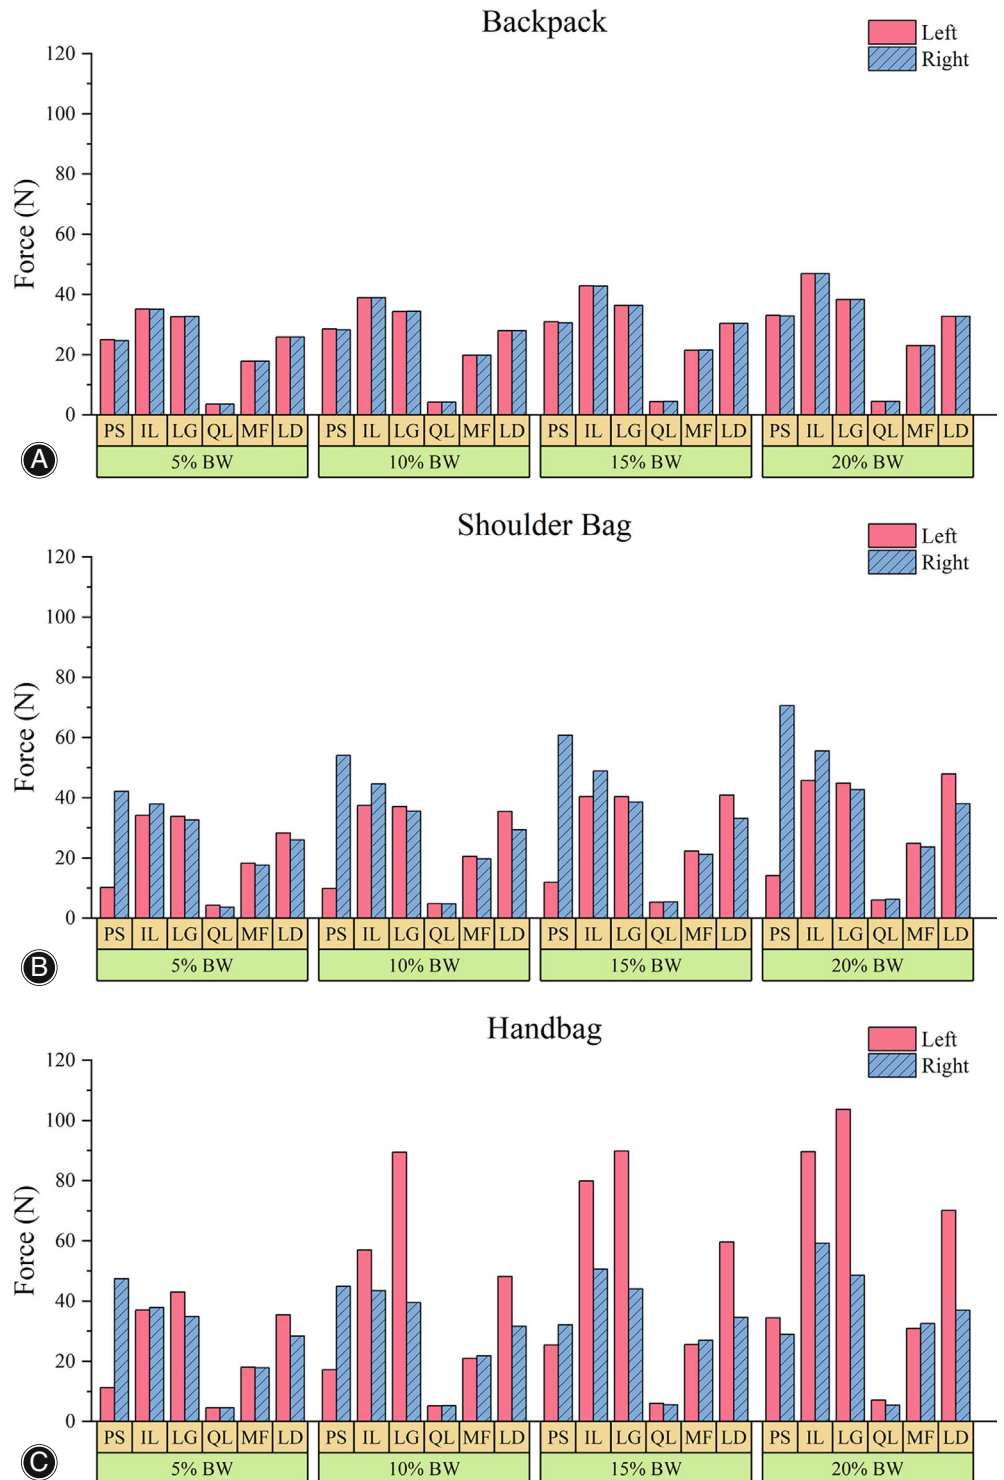 Backpack
Left
Right
Force (N)
120
100
80
60
40
20
0
PS IL LG QL MF LD PS IL LG QL MF LD PS IL LG QL MF LD PS IL LG QL MF LD
5% BW 10% BW 15% BW 20% BW
A
Shoulder Bag
Left
Right
Force (N)
120
100
80
60
40
20
0
PS IL LG QL MF LD PS IL LG QL MF LD PS IL LG QL MF LD PS IL LG QL MF LD
5% BW 10% BW 15% BW 20% BW
B
Handbag
Left
Right
Force (N)
120
100
80
60
40
20
0
PS IL LG QL MF LD PS IL LG QL MF LD PS IL LG QL MF LD PS IL LG QL MF LD
5% BW 10% BW 15% BW 20% BW
C